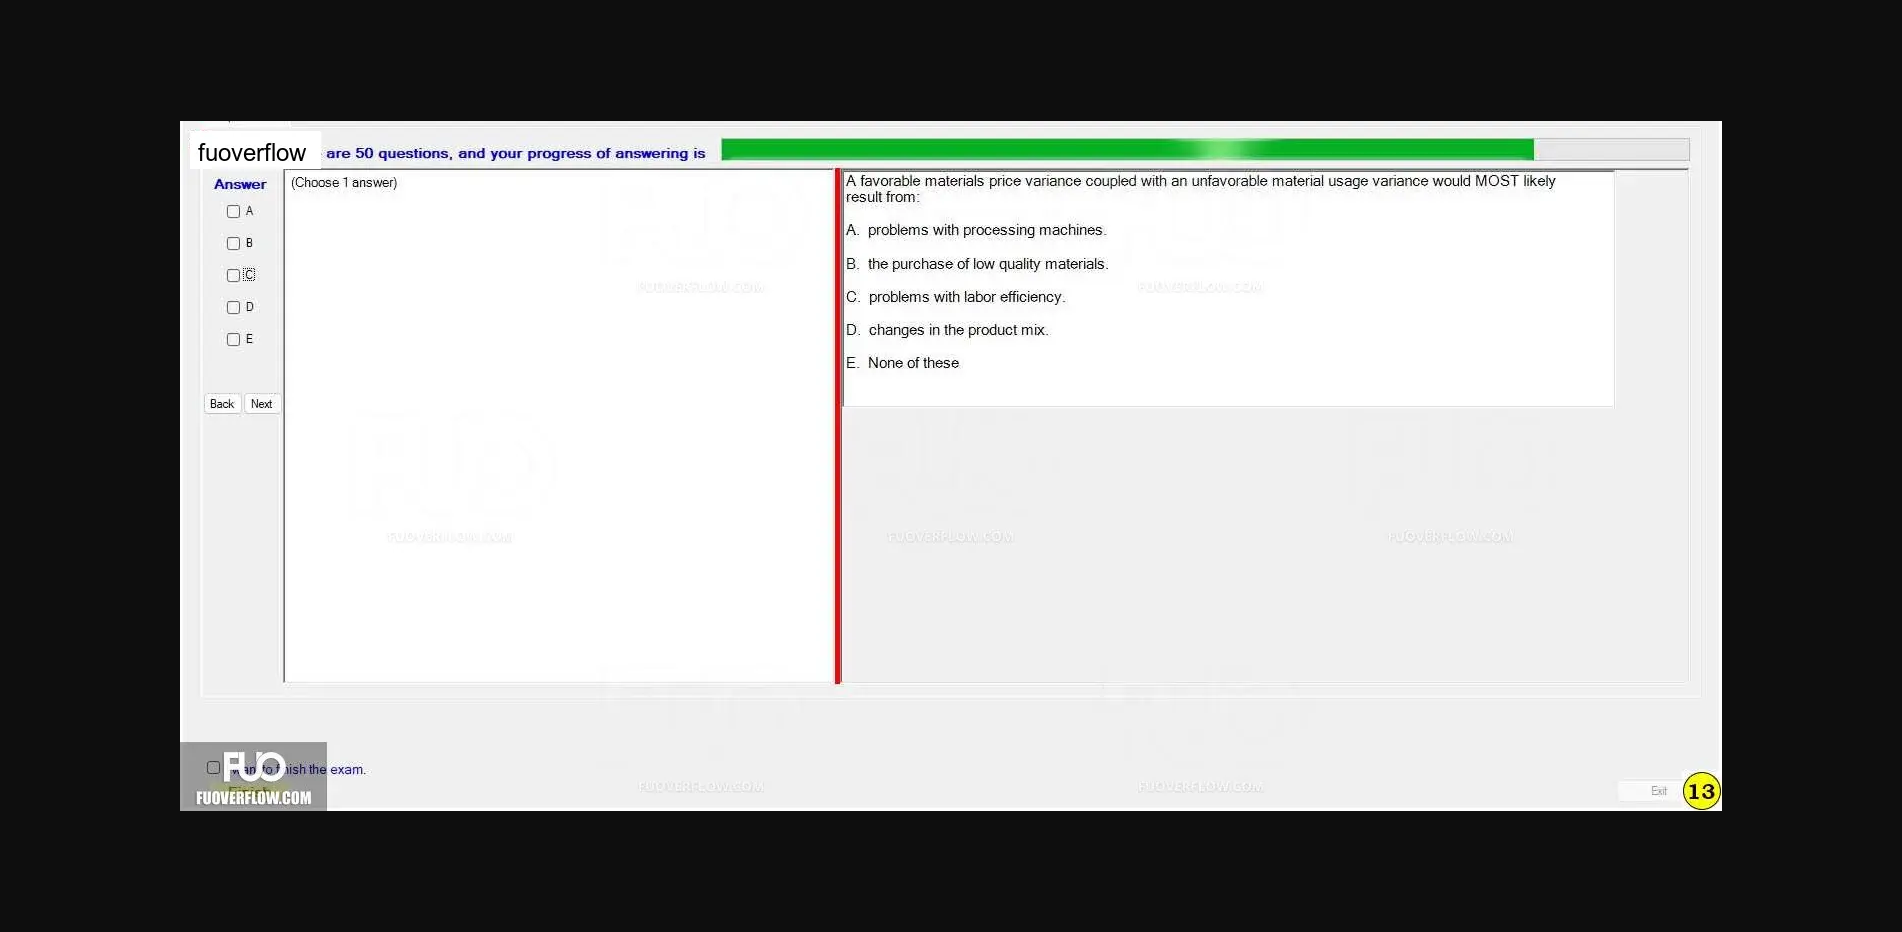 fuoverflow are 50 questions, and your progress of answering is
Answer
(Choose 1 answer)
A
B
C
D
E
Back Next
A favorable materials price variance coupled with an unfavorable material usage variance would MOST likely
result from:
A. problems with processing machines.
B. the purchase of low quality materials.
C. problems with labor efficiency.
D. changes in the product mix.
E. None of these
FUOVERFLOW.COM
FUOVERFLOW.COM
FUOVERFLOW.COM
FUOVERFLOW.COM
FUOVERFLOW.COM
FUO
want to finish the exam.
Finish
FUOVERFLOW.COM
FUOVERFLOW.COM
FUOVERFLOW.COM
Exit
13